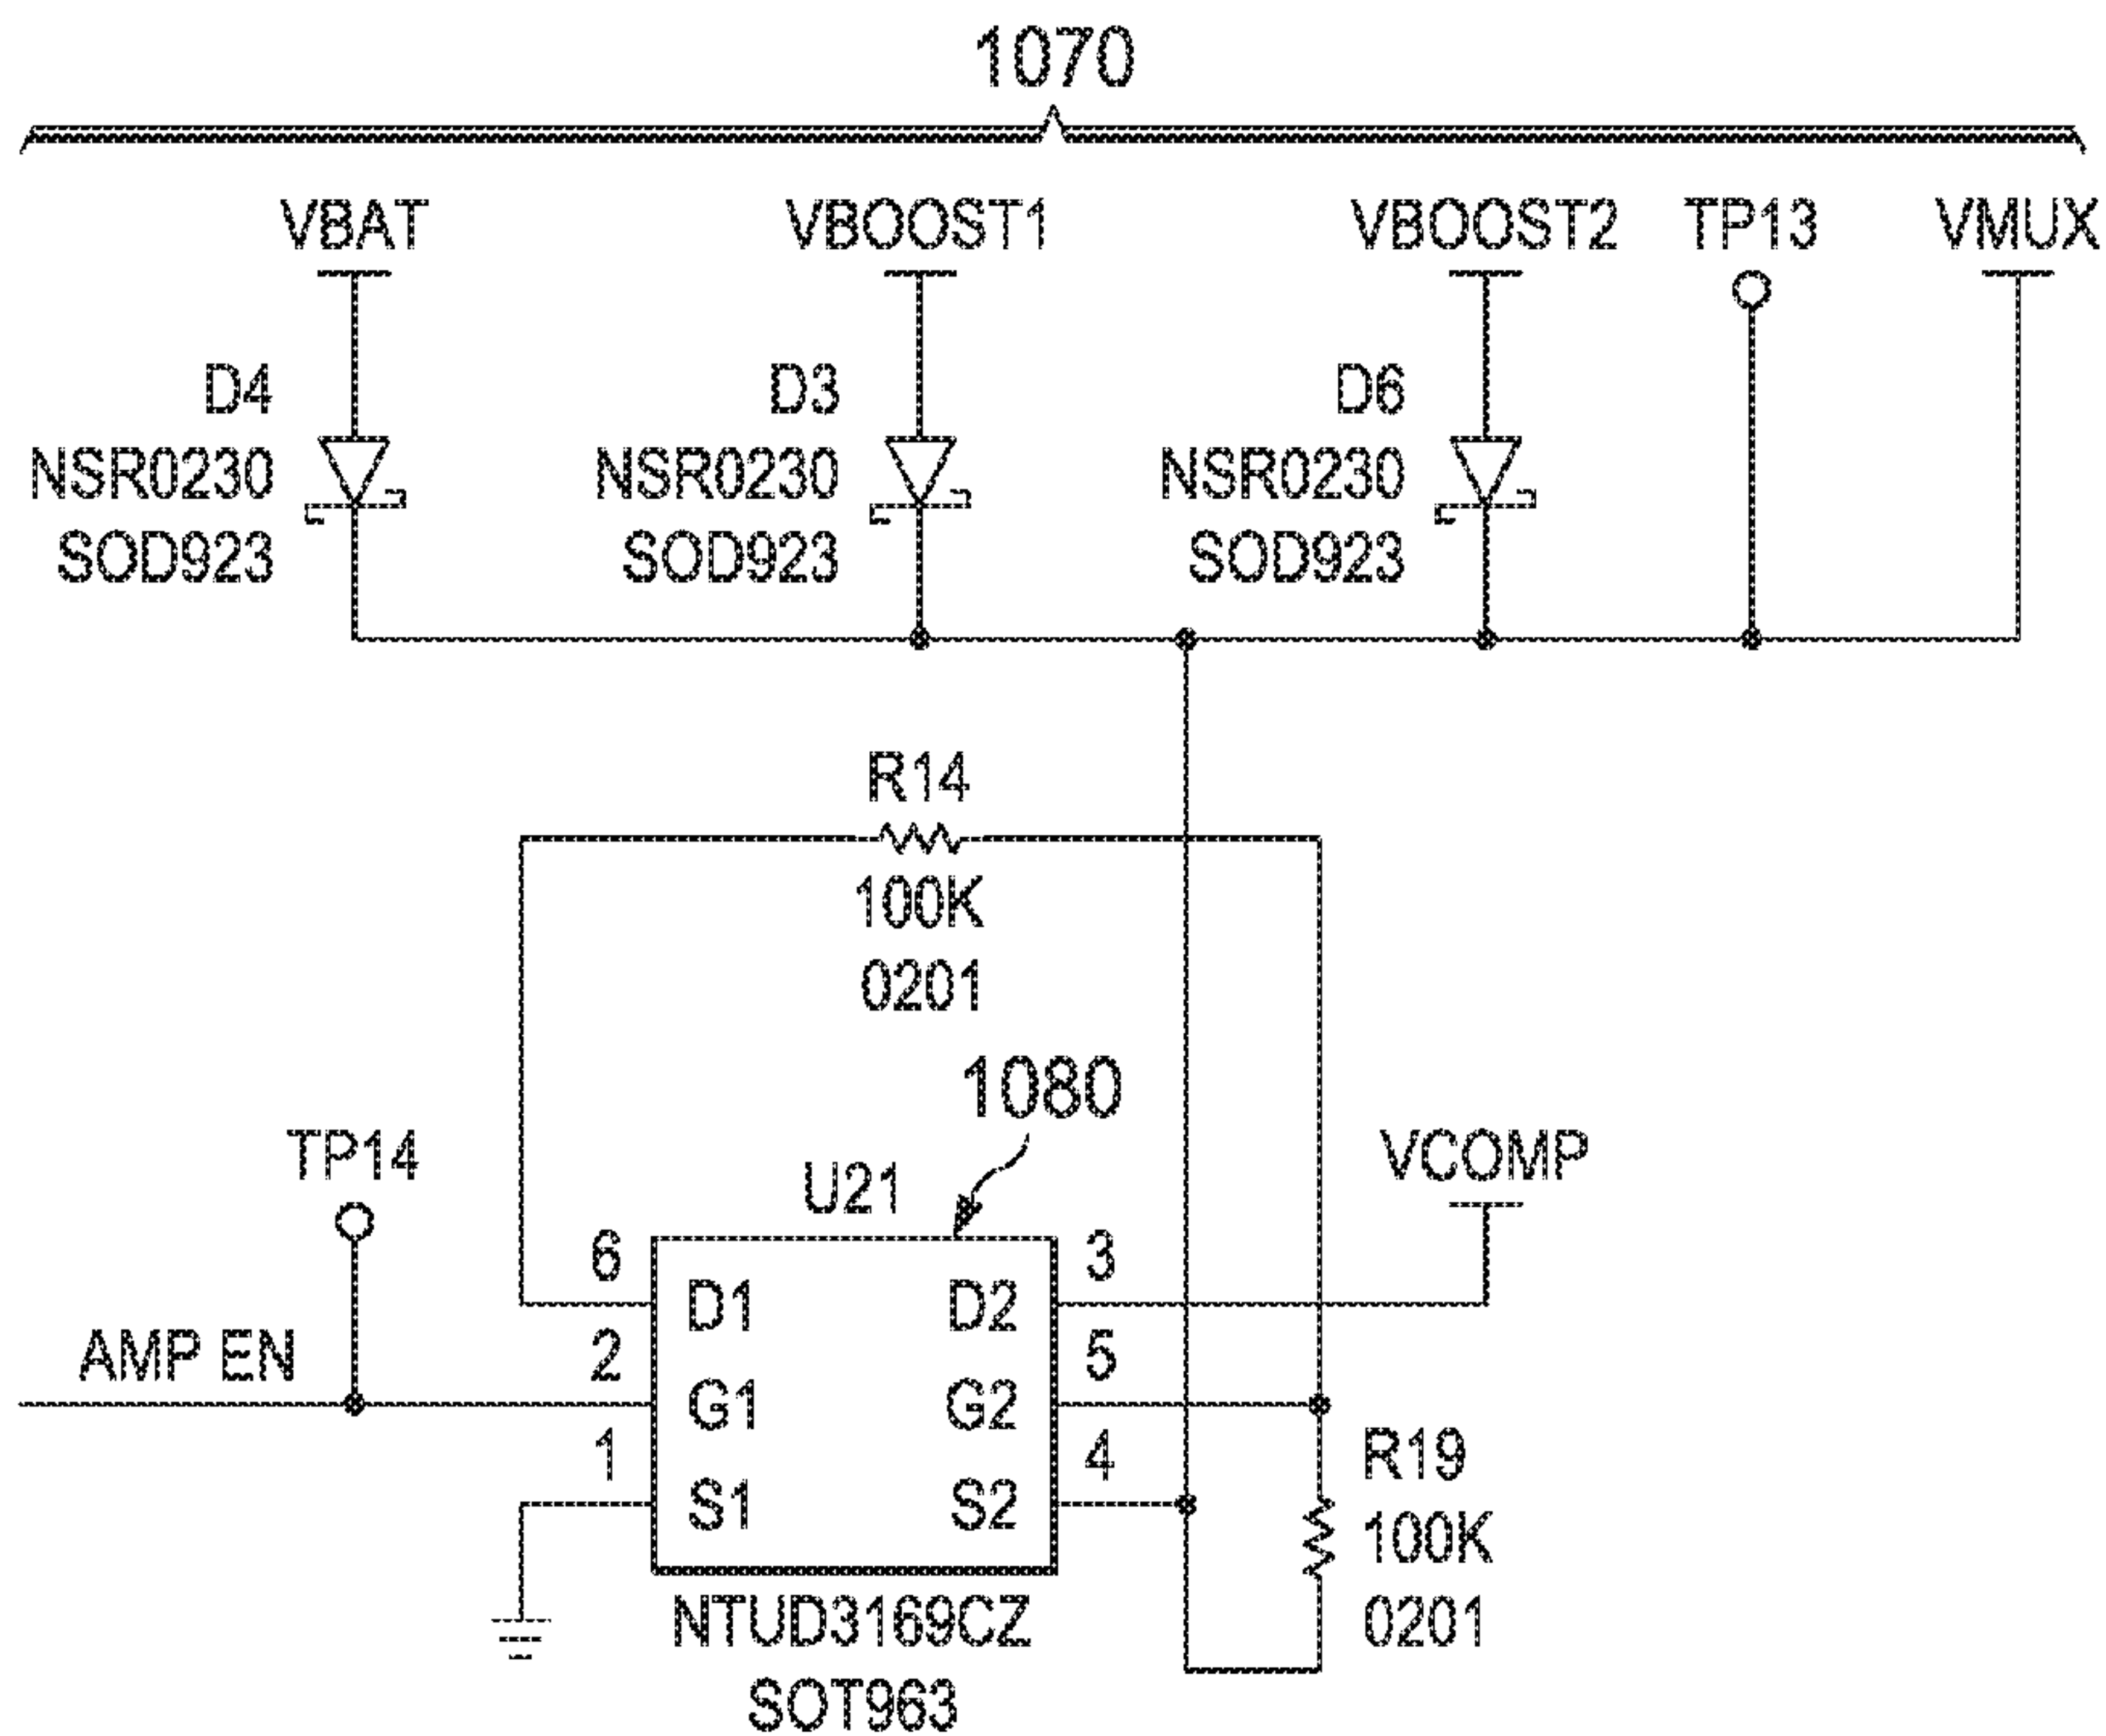 1070
VBAT VBOOST1 VBOOST2 TP13 VMUX
D4 D3 D6
NSR0230 NSR0230 NSR0230
SOD923 SOD923 SOD923
R14
100K
0201
1080
TP14 U21 VCOMP
6 3
D1 D2
AMP EN 2 5
G1 G2
1 4 R19
S1 S2 100K
NTUD3169CZ 0201
SOT963